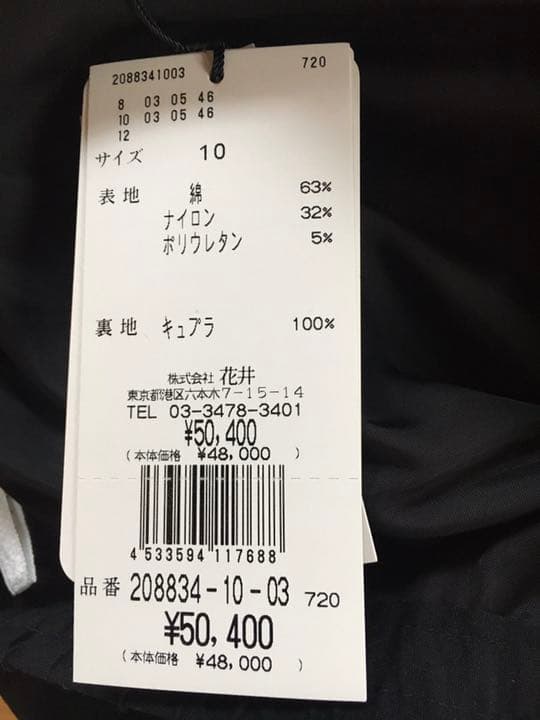 2088341003 720
8 03 05 46
10 03 05 46
12
サイズ 10
表地 綿 63%
ナイロン 32%
ポリウレタン 5%
裏地 キュプラ 100%
株式会社 花井
東京都港区六本木7-15-14
TEL 03-3478-3401
¥50,400
(本体価格 ¥48,000 )
4 533594 117688
品番 208834-10-03 720
¥50,400
(本体価格 ¥48,000 )